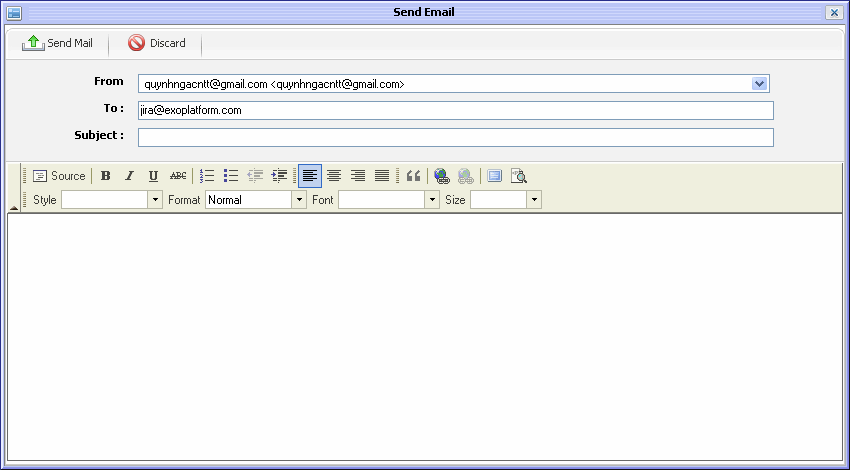 Send Email
Send Mail Discard
From quynhngacntt@gmail.com <quynhngacntt@gmail.com>
To : jira@exoplatform.com
Subject :
Source B I U ABC
Style Format Normal Font Size